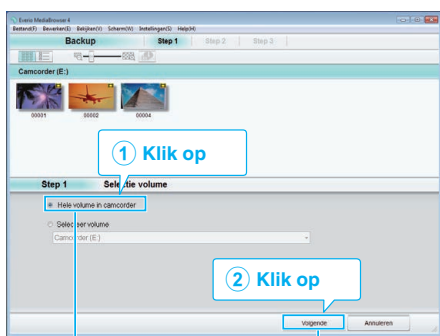 Everio MediaBrowser 4
Bestand(F) Bewerken(E) Bekijken(V) Scherm(W) Instellingen(S) Help(H)
Backup Step 1 Step 2 Step 3
Camcorder (E:)
00001 00002 00004
① Klik op
Step 1 Selectie volume
Hele volume in camcorder
Selecteer volume
Camcorder (E:)
② Klik op
Volgende Annuleren